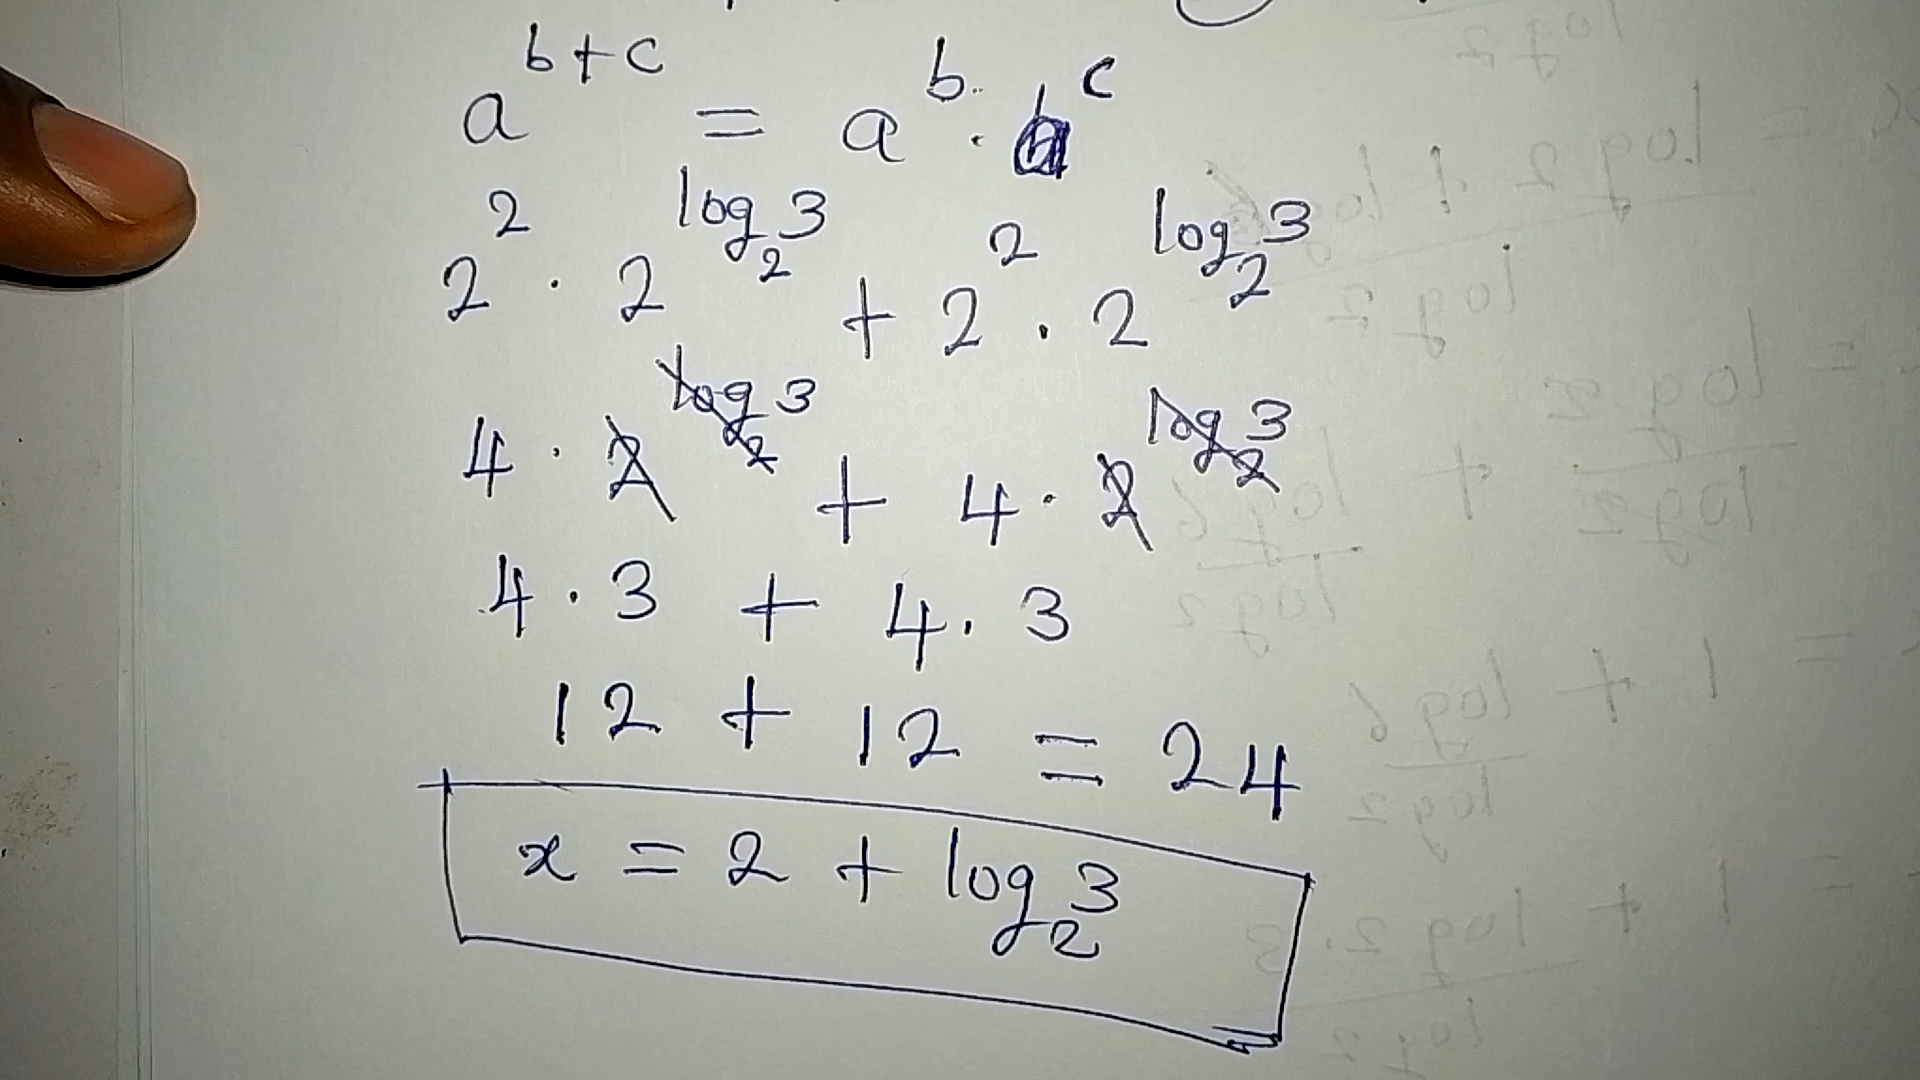 a^(b+c) = a^b · b^c
2^2 · 2^(log_2 3) + 2^2 · 2^(log_2 3)
4 · 2^(log_2 3) + 4 · 2^(log_2 3)
4 · 3 + 4 · 3
12 + 12 = 24
x = 2 + log_2 3